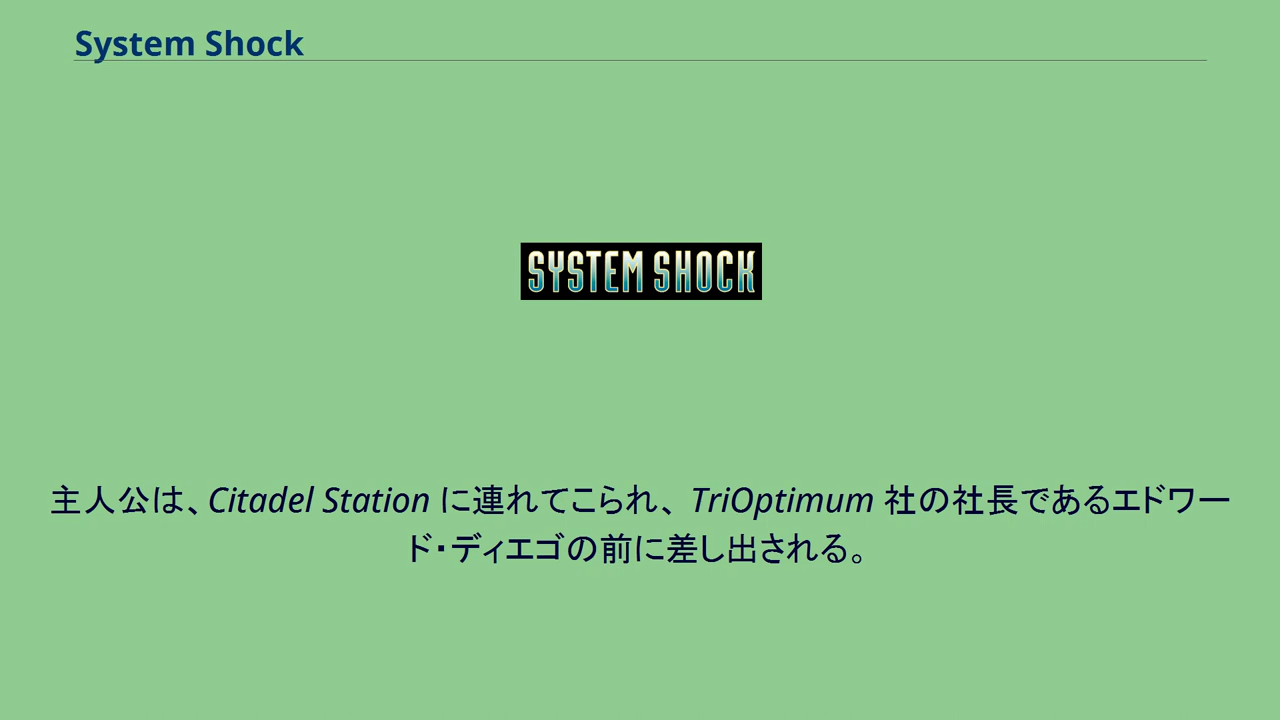 System Shock
SYSTEM SHOCK
主人公は、Citadel Station に連れてこられ、TriOptimum 社の社長であるエドワー
ド・ディエゴの前に差し出される。